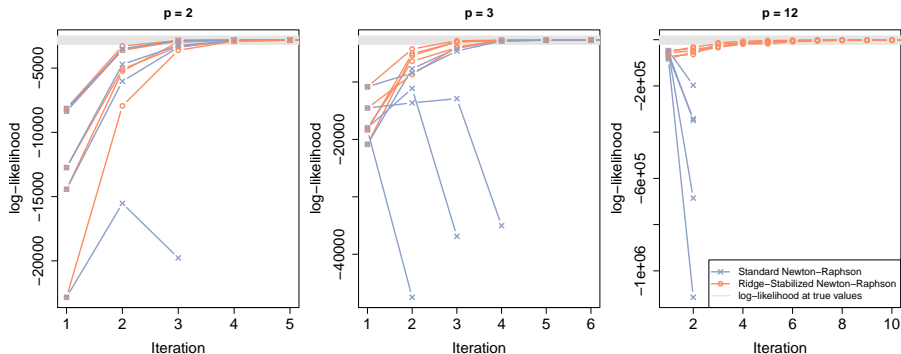 p = 2
log−likelihood
−5000
−10000
−15000
−20000
1 2 3 4 5
Iteration
p = 3
log−likelihood
−20000
−40000
1 2 3 4 5 6
Iteration
p = 12
log−likelihood
−2e+05
−6e+05
−1e+06
2 4 6 8 10
Iteration
Standard Newton−Raphson
Ridge−Stabilized Newton−Raphson
log−likelihood at true values